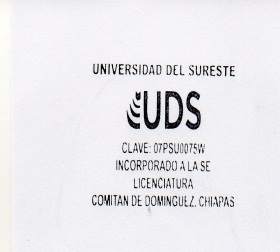 UNIVERSIDAD DEL SURESTE
UDS
CLAVE: 07PSU0075W
INCORPORADO A LA SE
LICENCIATURA
COMITAN DE DOMINGUEZ. CHIAPAS